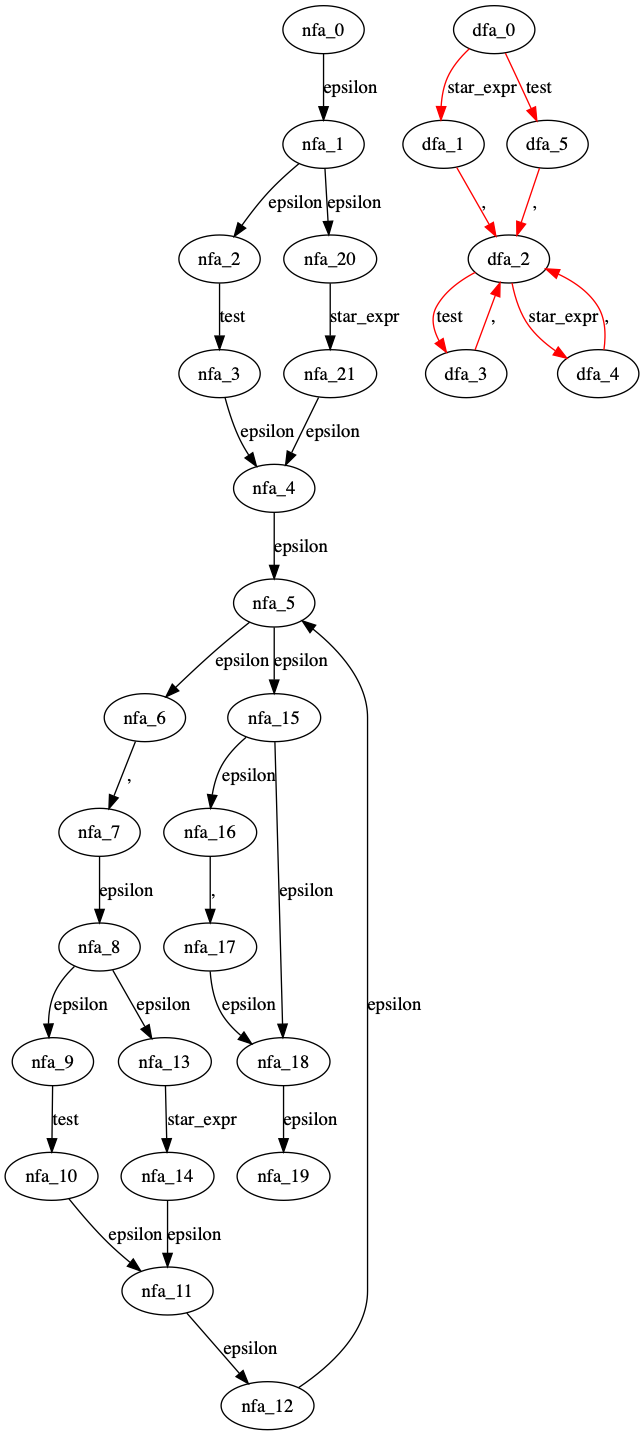 nfa_0
epsilon
nfa_1
epsilon
epsilon
nfa_2
nfa_20
test
star_expr
nfa_3
nfa_21
epsilon
epsilon
nfa_4
epsilon
nfa_5
epsilon
epsilon
nfa_6
nfa_15
,
epsilon
nfa_7
nfa_16
epsilon
,
epsilon
nfa_8
nfa_17
epsilon
epsilon
epsilon
epsilon
nfa_9
nfa_13
nfa_18
test
star_expr
epsilon
nfa_10
nfa_14
nfa_19
epsilon
epsilon
nfa_11
epsilon
nfa_12
dfa_0
star_expr
test
dfa_1
dfa_5
,
,
dfa_2
test
,
star_expr
,
dfa_3
dfa_4